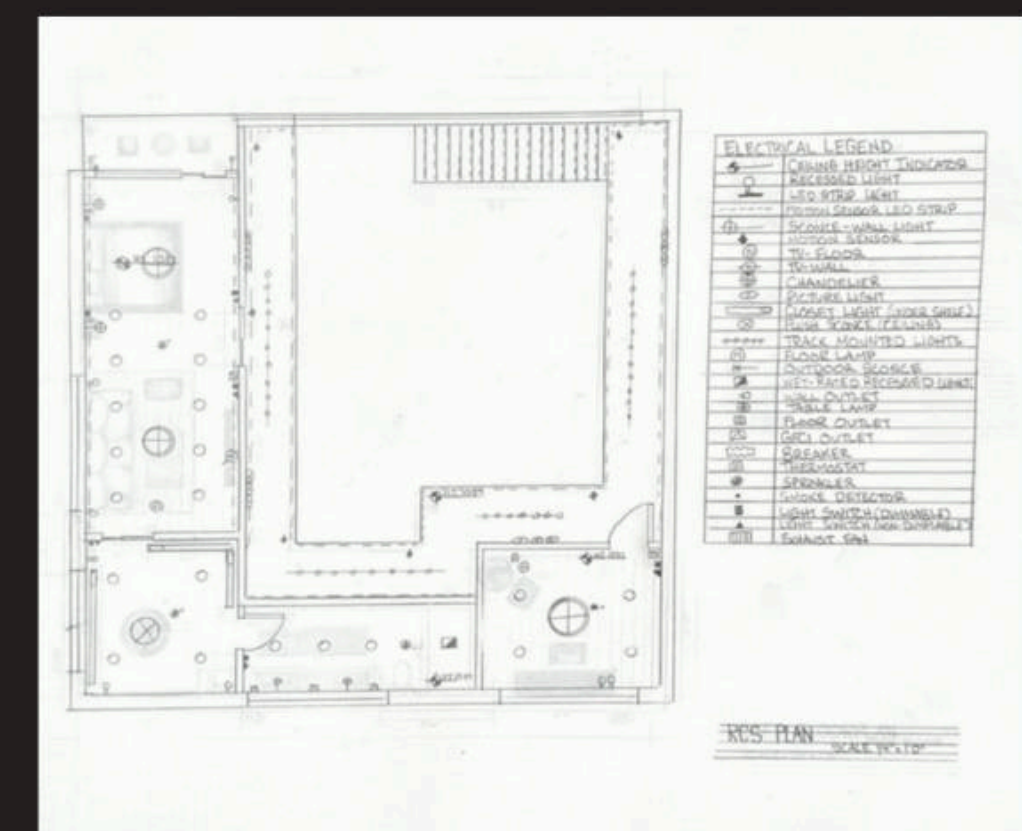 ELECTRICAL LEGEND
CEILING HEIGHT INDICATOR
RECESSED LIGHT
LED STRIP LIGHT
MOTION SENSOR LED STRIP
SCONCE - WALL LIGHT
MOTION SENSOR
TV-FLOOR
TV-WALL
CHANDELIER
PICTURE LIGHT
CLOSET LIGHT (UNDER SHELF)
FLUSH SCONCE (CEILING)
TRACK MOUNTED LIGHTS
FLOOR LAMP
OUTDOOR SCONCE
WET-RATED RECESSED LIGHT
WALL OUTLET
TABLE LAMP
FLOOR OUTLET
GFCI OUTLET
BREAKER
THERMOSTAT
SPRINKLER
SMOKE DETECTOR
LIGHT SWITCH (DIMMABLE)
LIGHT SWITCH (NON DIMMABLE)
EXHAUST FAN
RCS PLAN
SCALE